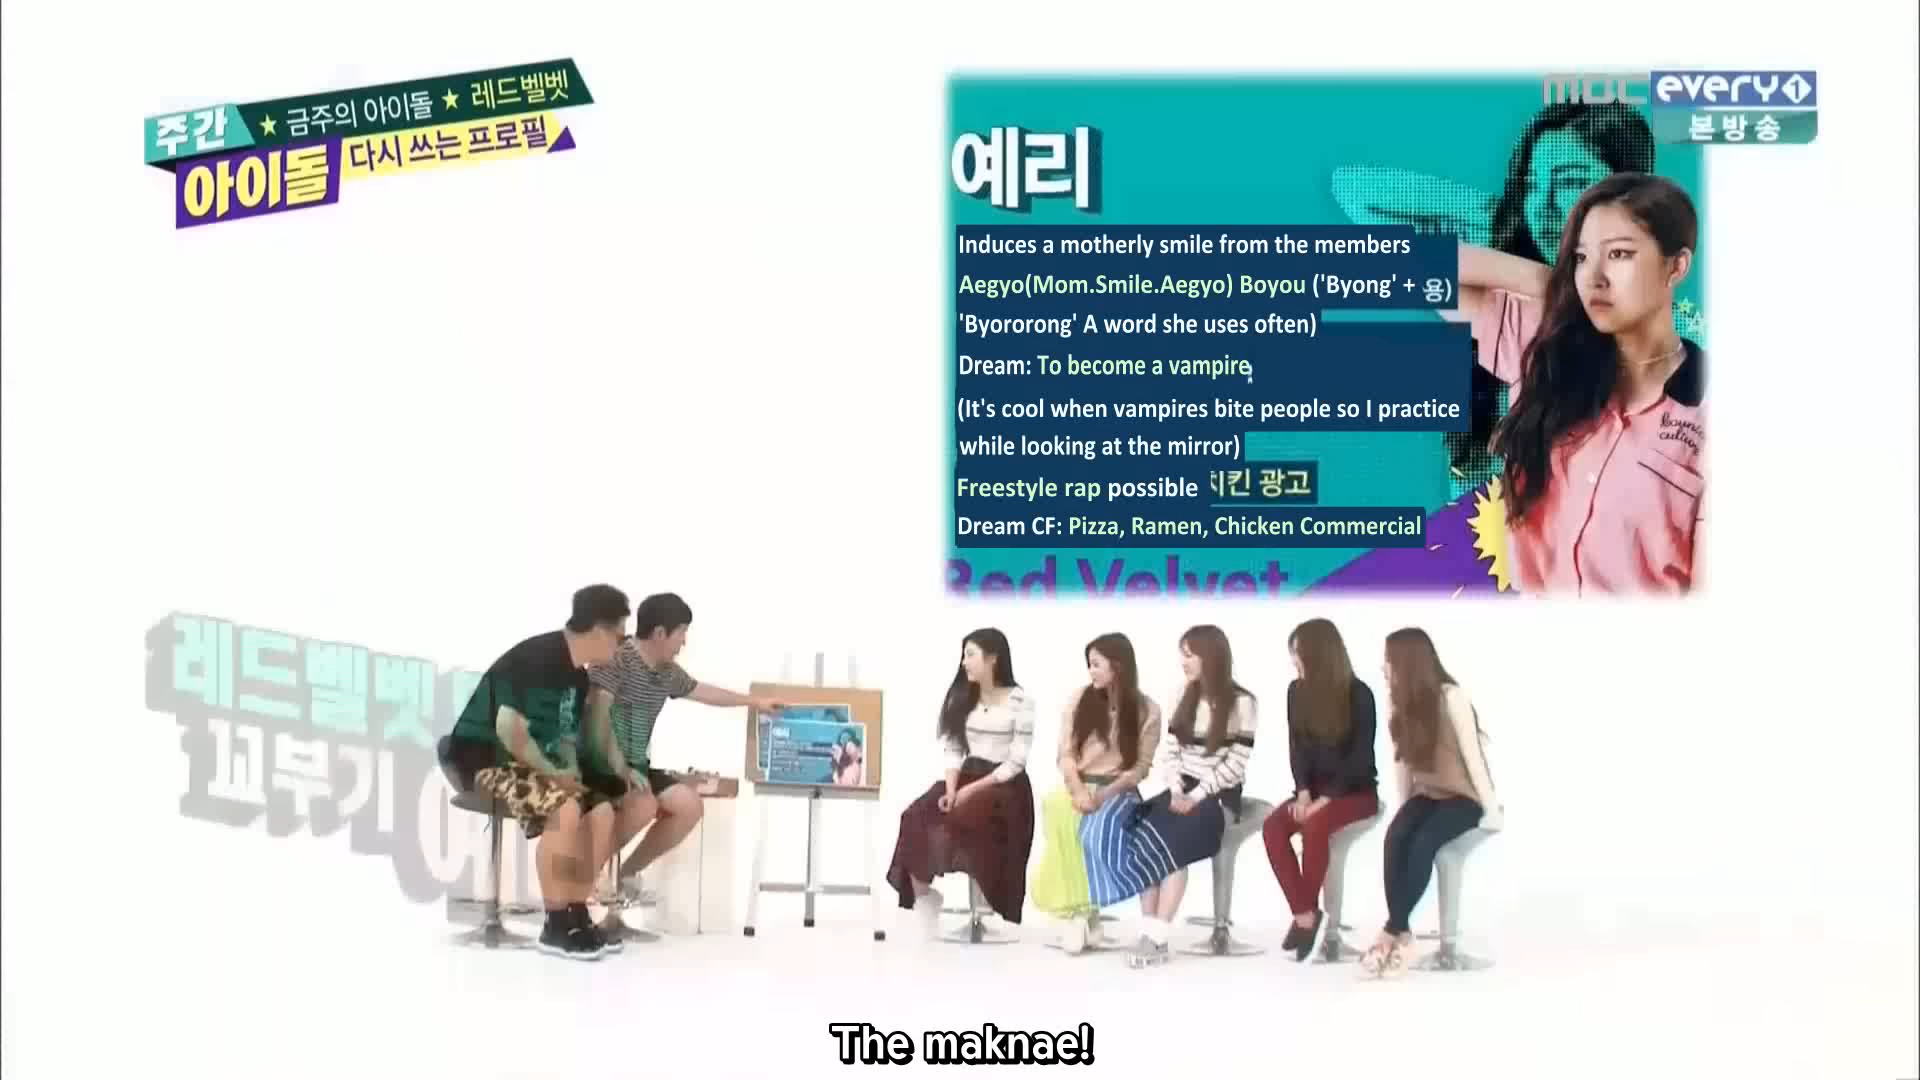 주간
★ 금주의 아이돌 ★ 레드벨벳
아이돌
다시 쓰는 프로필
mbc every1
본방송
예리
Induces a motherly smile from the members
Aegyo(Mom.Smile.Aegyo) Boyou ('Byong' + 용)
'Byororong' A word she uses often)
Dream: To become a vampire
(It's cool when vampires bite people so I practice
while looking at the mirror)
Freestyle rap possible
치킨 광고
Dream CF: Pizza, Ramen, Chicken Commercial
Red Velvet
레드벨벳
꼬부기 예
예리
The maknae!